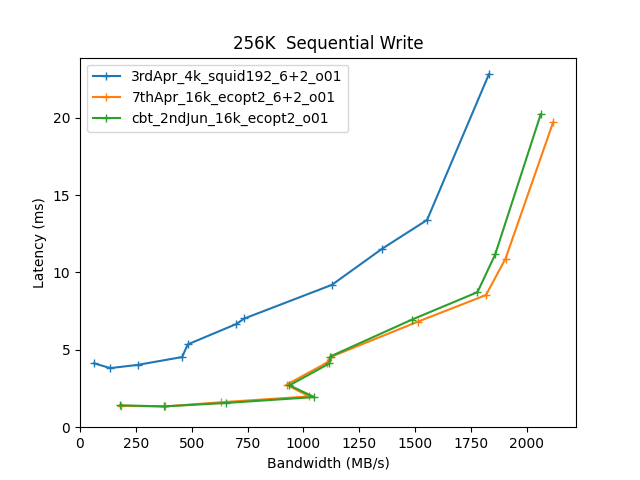 256K  Sequential Write
3rdApr_4k_squid192_6+2_o01
7thApr_16k_ecopt2_6+2_o01
cbt_2ndJun_16k_ecopt2_o01
Latency (ms)
20
15
10
5
0
0 250 500 750 1000 1250 1500 1750 2000
Bandwidth (MB/s)